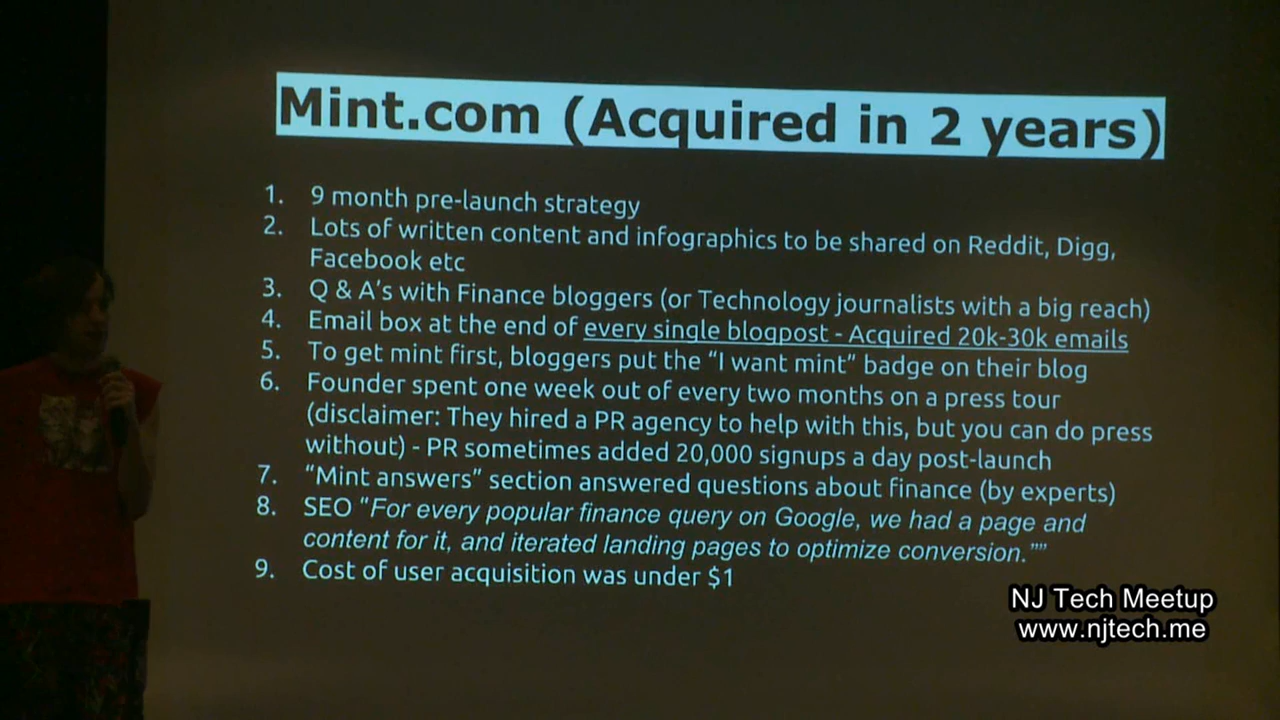 Mint.com (Acquired in 2 years)
1. 9 month pre-launch strategy
2. Lots of written content and infographics to be shared on Reddit, Digg,
Facebook etc
3. Q & A's with Finance bloggers (or Technology journalists with a big reach)
4. Email box at the end of every single blogpost - Acquired 20k-30k emails
5. To get mint first, bloggers put the "I want mint" badge on their blog
6. Founder spent one week out of every two months on a press tour
(disclaimer: They hired a PR agency to help with this, but you can do press
without) - PR sometimes added 20,000 signups a day post-launch
7. "Mint answers" section answered questions about finance (by experts)
8. SEO "For every popular finance query on Google, we had a page and
content for it, and iterated landing pages to optimize conversion.""
9. Cost of user acquisition was under $1
NJ Tech Meetup
www.njtech.me